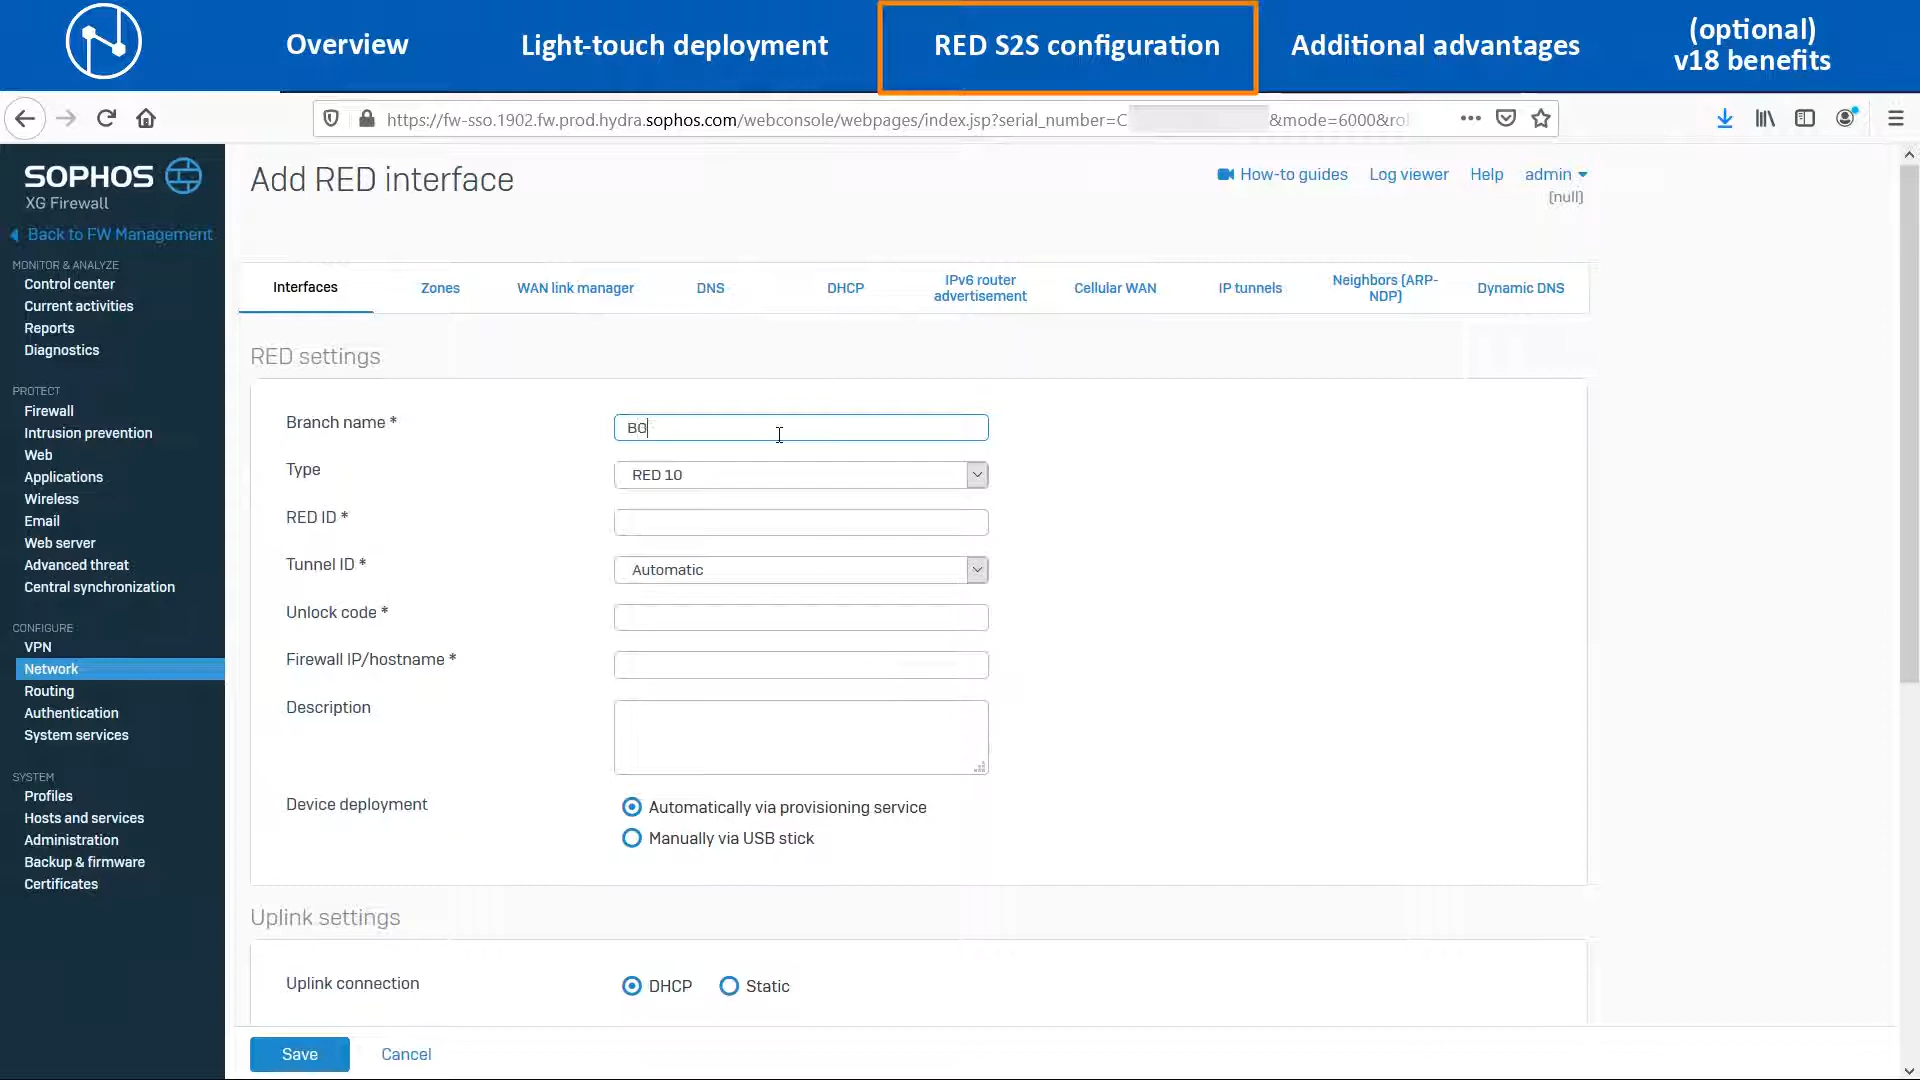 Overview
Light-touch deployment
RED S2S configuration
Additional advantages
(optional)
v18 benefits
https://fw-sso.1902.fw.prod.hydra.sophos.com/webconsole/webpages/index.jsp?serial_number=C
&mode=6000&rol
SOPHOS
XG Firewall
Back to FW Management
MONITOR & ANALYZE
Control center
Current activities
Reports
Diagnostics
PROTECT
Firewall
Intrusion prevention
Web
Applications
Wireless
Email
Web server
Advanced threat
Central synchronization
CONFIGURE
VPN
Network
Routing
Authentication
System services
SYSTEM
Profiles
Hosts and services
Administration
Backup & firmware
Certificates
Add RED interface
How-to guides
Log viewer
Help
admin
(null)
Interfaces
Zones
WAN link manager
DNS
DHCP
IPv6 router
advertisement
Cellular WAN
IP tunnels
Neighbors (ARP-
NDP)
Dynamic DNS
RED settings
Branch name *
BO
Type
RED 10
RED ID *
Tunnel ID *
Automatic
Unlock code *
Firewall IP/hostname *
Description
Device deployment
Automatically via provisioning service
Manually via USB stick
Uplink settings
Uplink connection
DHCP
Static
Save
Cancel